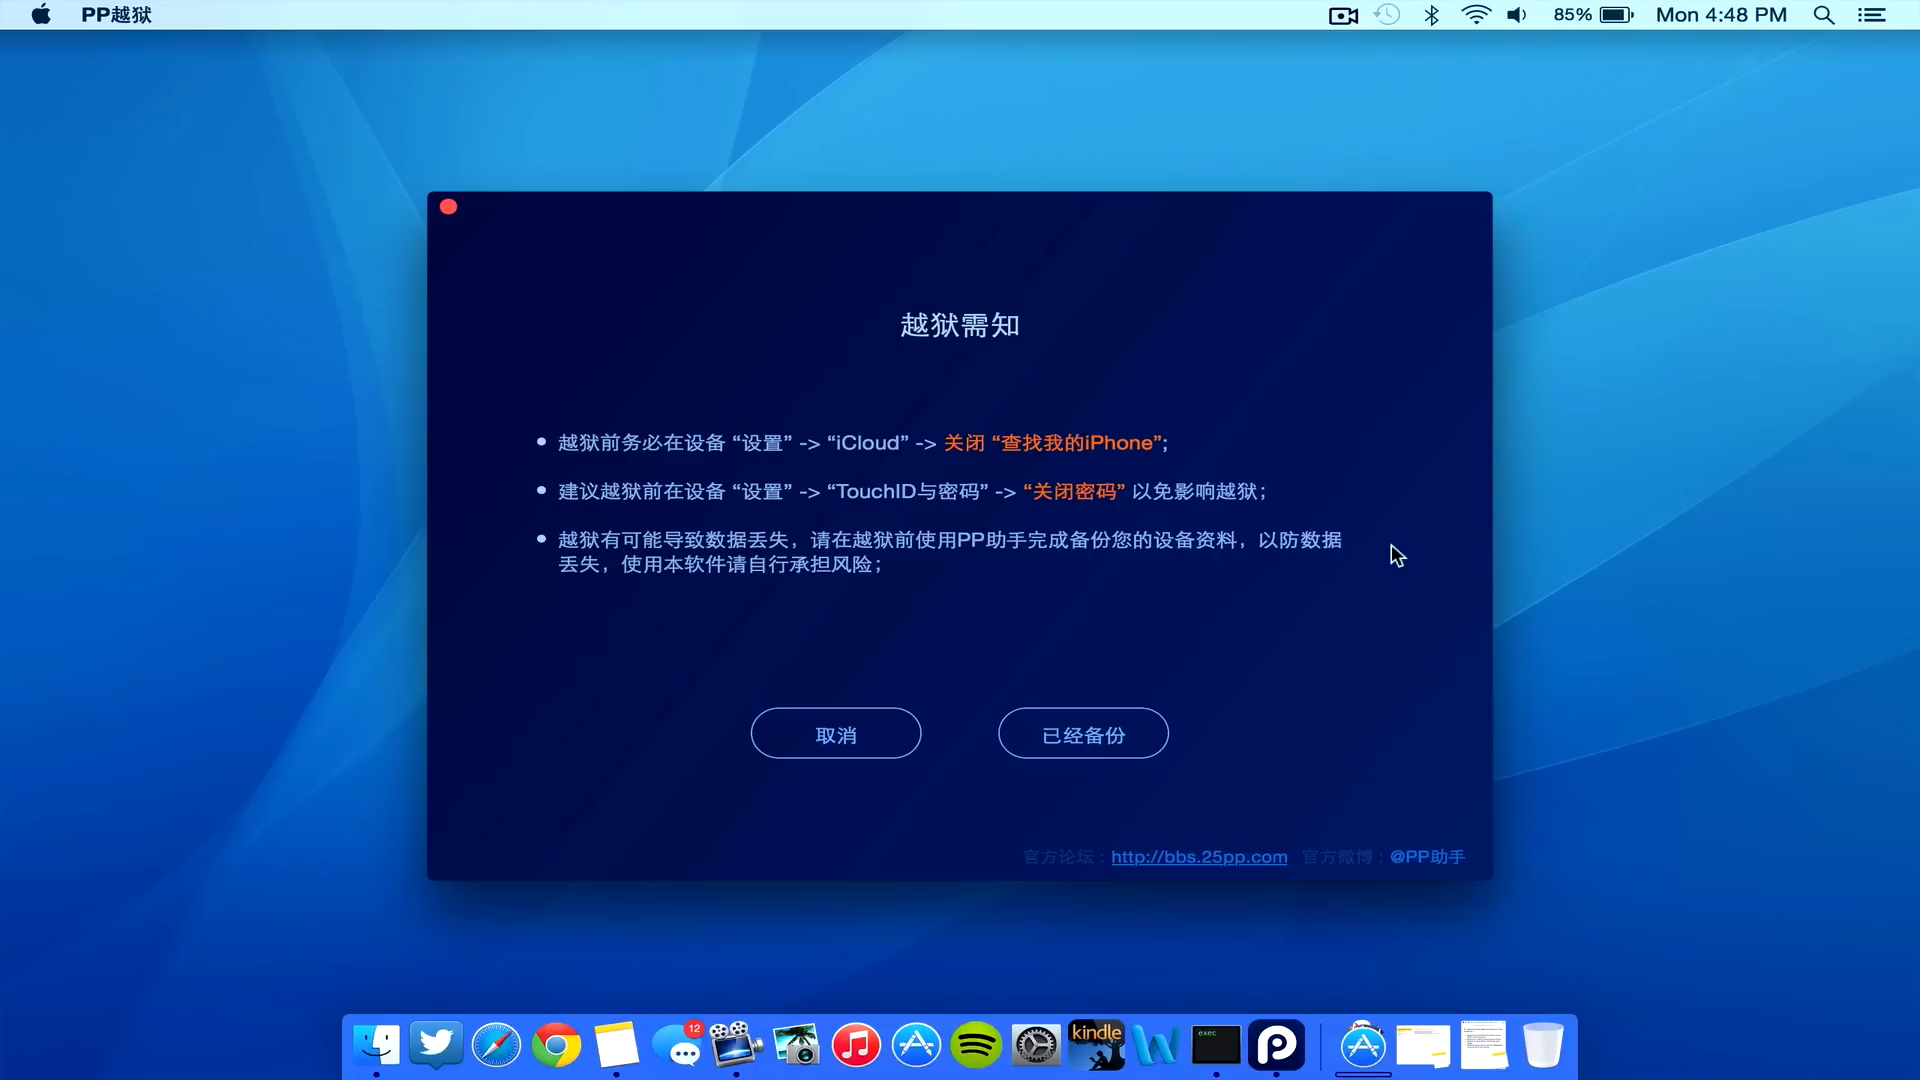 PP越狱
85%
Mon 4:48 PM
越狱需知
越狱前务必在设备 “设置” -> “iCloud” -> 关闭 “查找我的iPhone”;
建议越狱前在设备 “设置” -> “TouchID与密码” -> “关闭密码” 以免影响越狱;
越狱有可能导致数据丢失，请在越狱前使用PP助手完成备份您的设备资料，以防数据
丢失，使用本软件请自行承担风险;
取消
已经备份
官方论坛 : http://bbs.25pp.com 官方微博 : @PP助手
12
kindle
exec